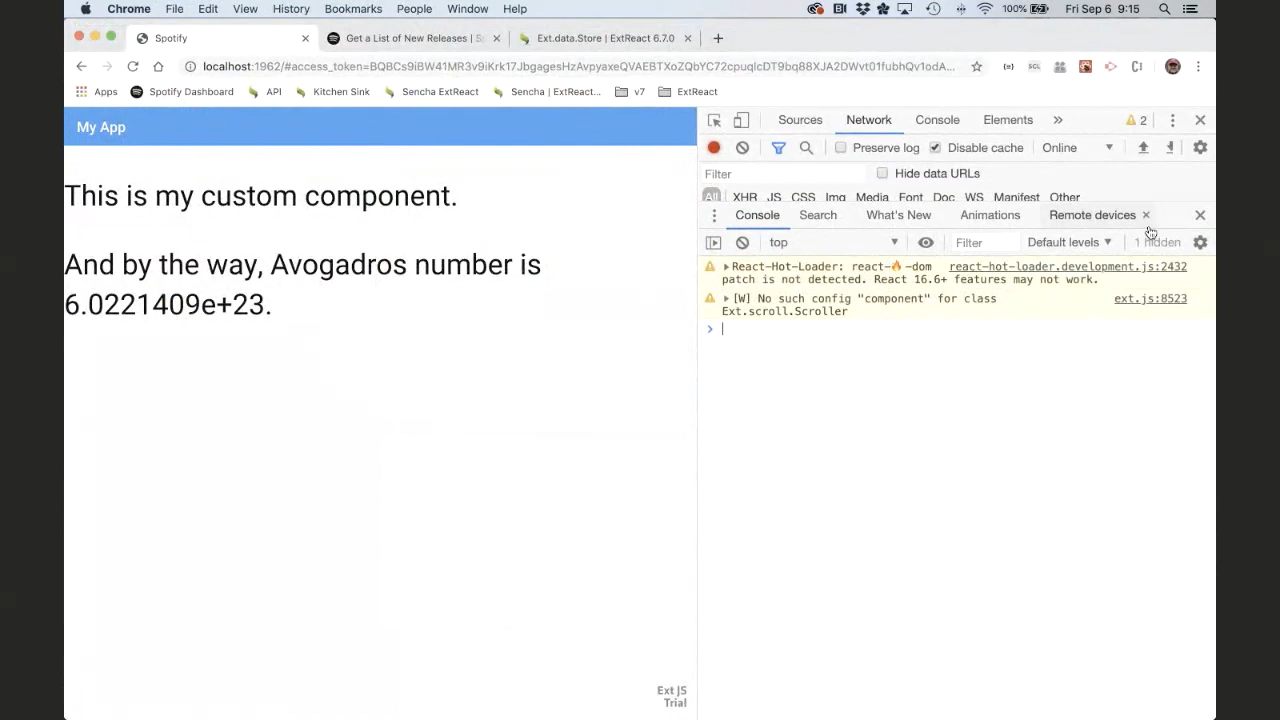 Chrome File Edit View History Bookmarks People Window Help 100% Fri Sep 6 9:15
Spotify Get a List of New Releases | Ext.data.Store | ExtReact 6.7.0
localhost:1962/#access_token=BQBCs9iBW41MR3v9iKrk17JbgagesHzAvpyaxeQVAEBTXoZQbYC72cpuqlcDT9bq88XJA2DWvt01fubhQv1odA...
Apps Spotify Dashboard API Kitchen Sink Sencha ExtReact Sencha | ExtReact... v7 ExtReact
My App
This is my custom component.
And by the way, Avogadros number is
6.0221409e+23.
Ext JS
Trial
Sources Network Console Elements » 2
Preserve log Disable cache Online
Filter Hide data URLs
All XHR JS CSS Img Media Font Doc WS Manifest Other
Console Search What's New Animations Remote devices
top Filter Default levels 1 hidden
React-Hot-Loader: react-🔥-dom react-hot-loader.development.js:2432
patch is not detected. React 16.6+ features may not work.
[W] No such config "component" for class ext.js:8523
Ext.scroll.Scroller